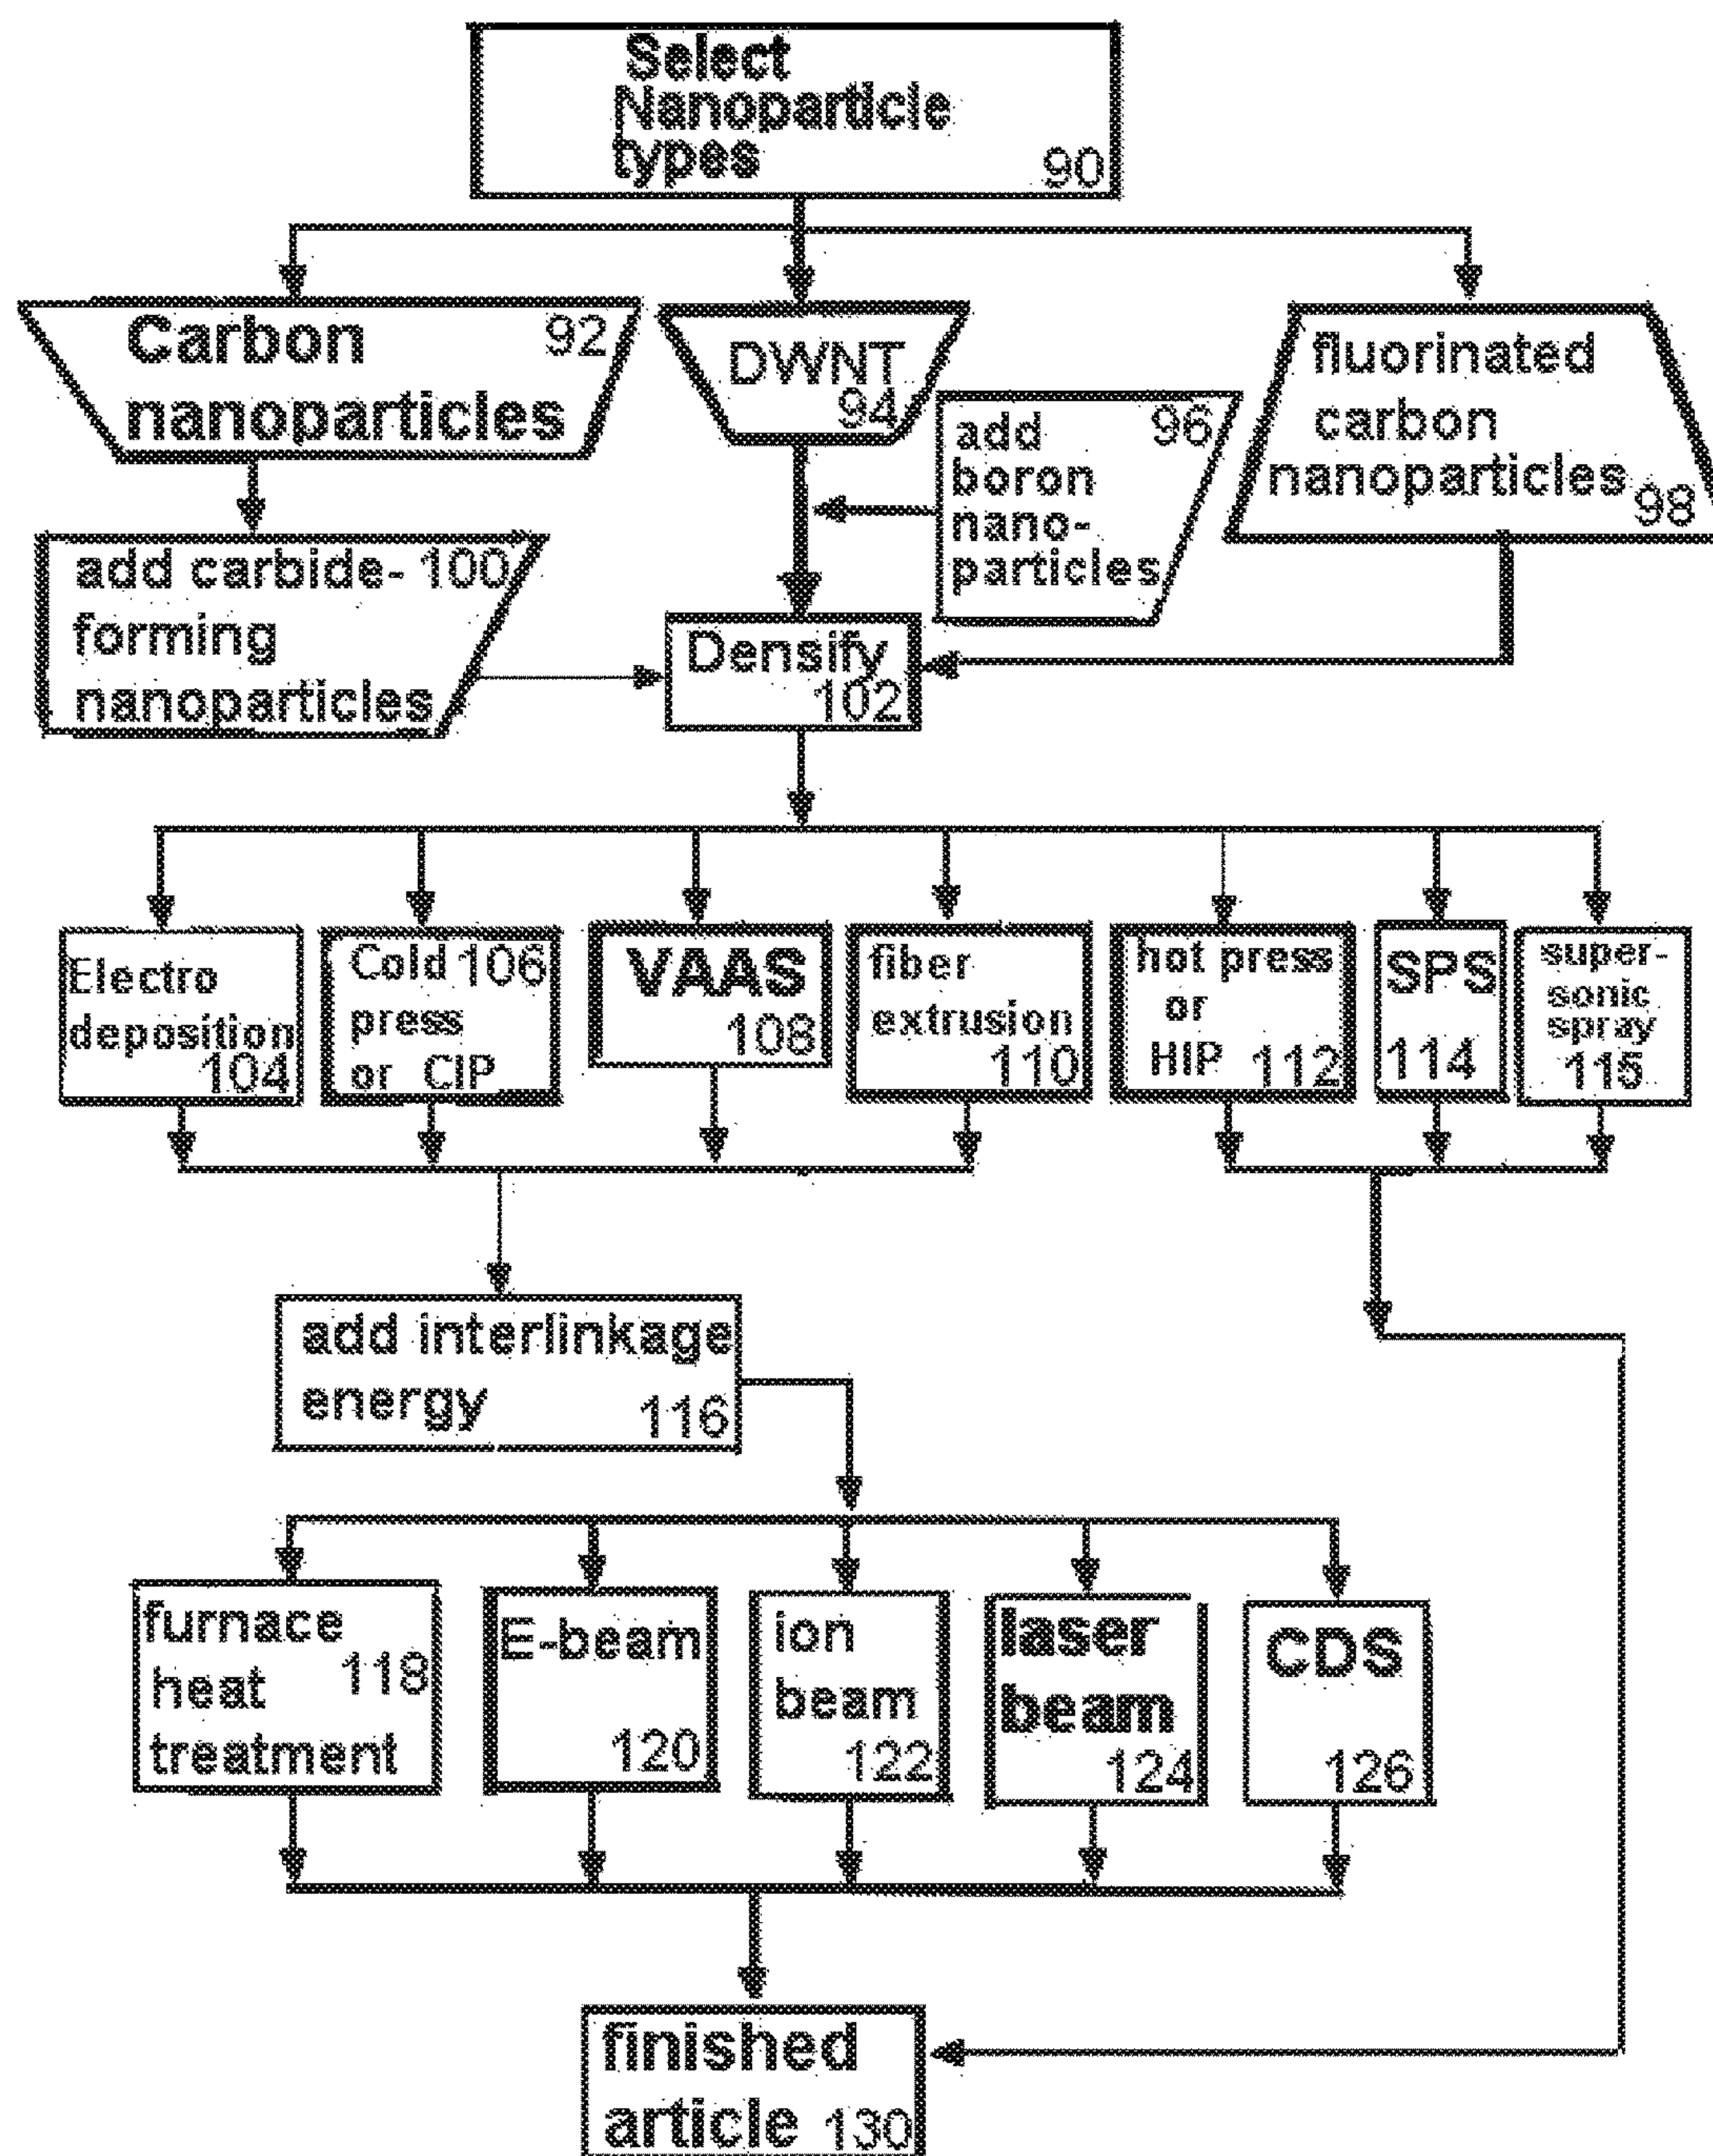 Select
Nanoparticle
types 90
Carbon 92
nanoparticles
DWNT
94
add 96
boron
nano-
particles
fluorinated
carbon
nanoparticles 98
add carbide- 100
forming
nanoparticles
Densify
102
Electro
deposition
104
Cold 106
press
or CIP
VAAS
108
fiber
extrusion
110
hot press
or
HIP 112
SPS
114
super-
sonic
spray
115
add interlinkage
energy 116
furnace
118
heat
treatment
E-beam
120
ion
beam
122
laser
beam
124
CDS
126
finished
article 130